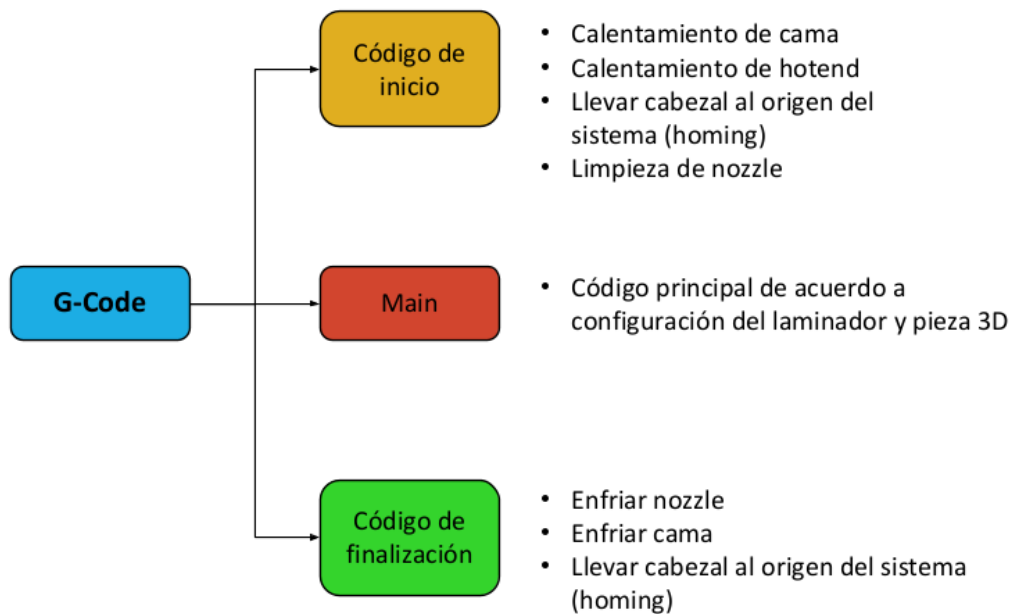 G-Code
Código de
inicio
• Calentamiento de cama
• Calentamiento de hotend
• Llevar cabezal al origen del
sistema (homing)
• Limpieza de nozzle
Main
• Código principal de acuerdo a
configuración del laminador y pieza 3D
Código de
finalización
• Enfriar nozzle
• Enfriar cama
• Llevar cabezal al origen del sistema
(homing)